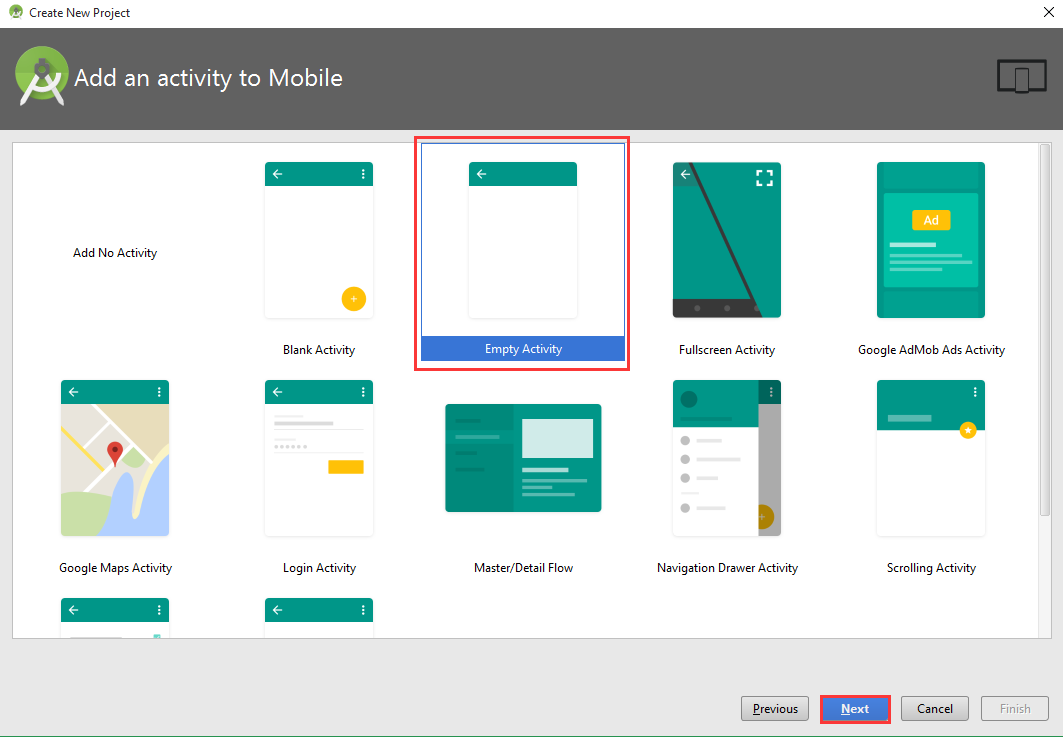 Create New Project
Add an activity to Mobile
Add No Activity
Blank Activity
Empty Activity
Fullscreen Activity
Ad
Google AdMob Ads Activity
Google Maps Activity
Login Activity
Master/Detail Flow
Navigation Drawer Activity
Scrolling Activity
Previous
Next
Cancel
Finish